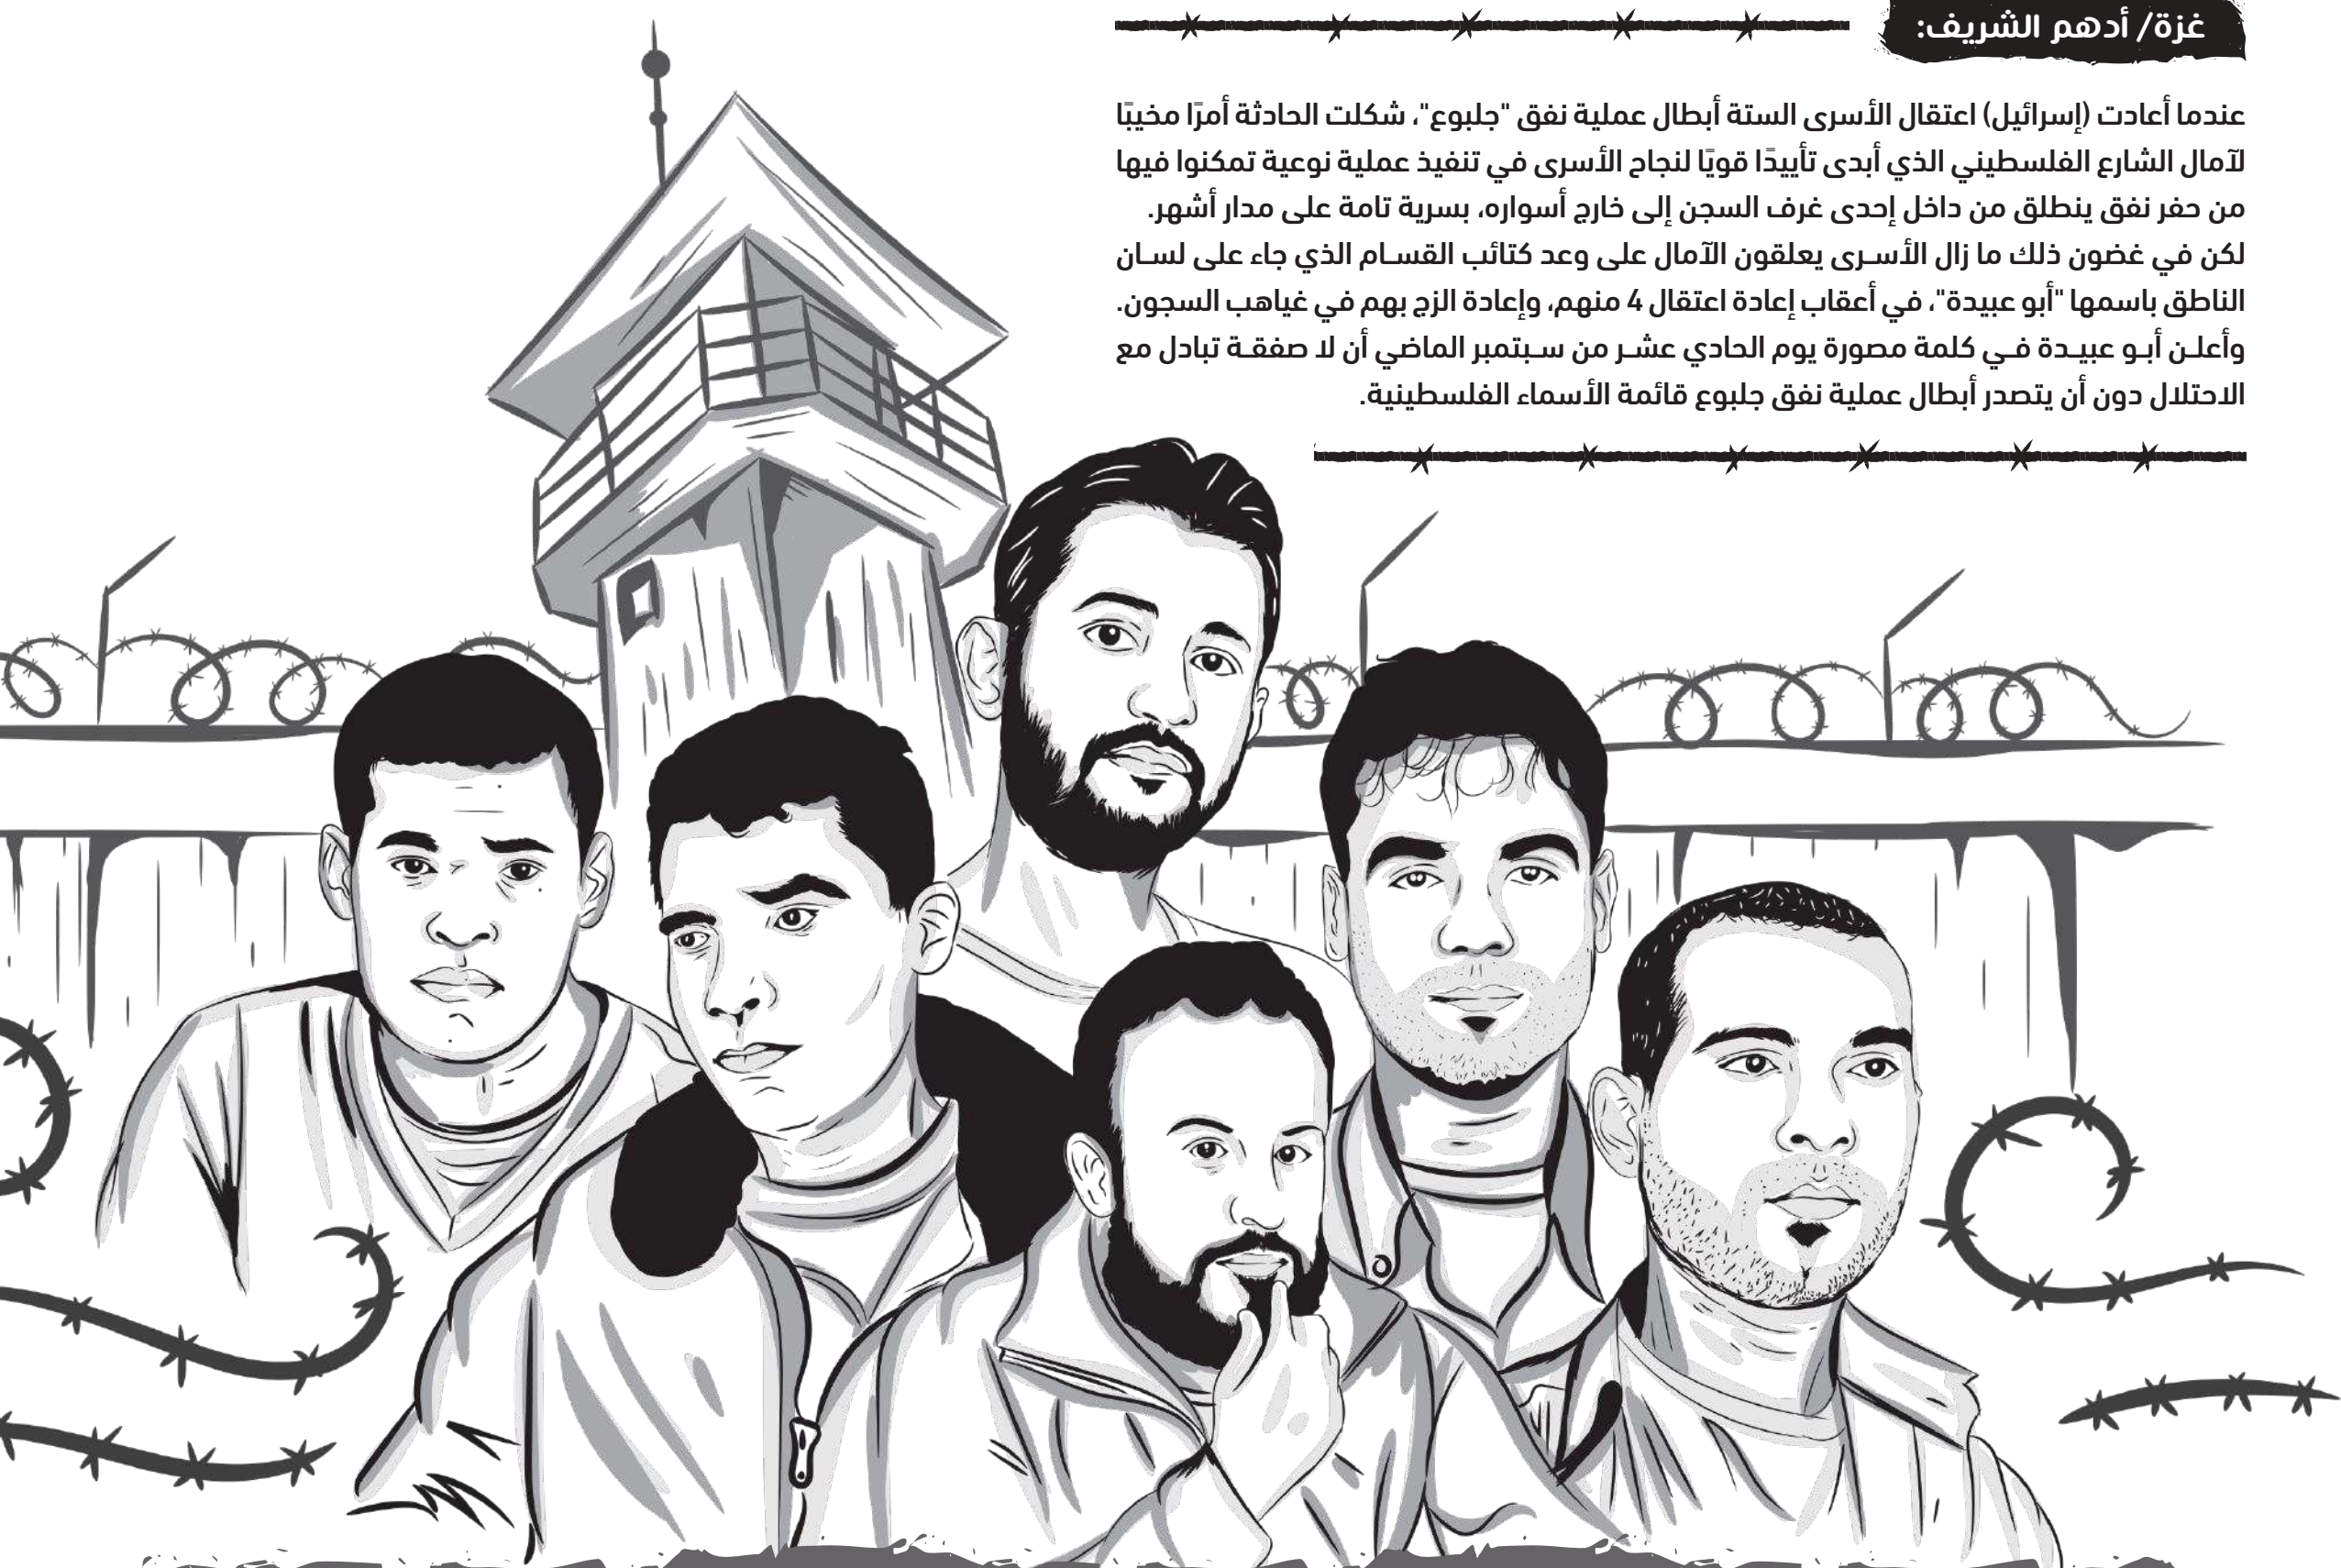 غزة/ أدهم الشريف:
عندما أعادت (إسرائيل) اعتقال الأسرى الستة أبطال عملية نفق "جلبوع"، شكلت الحادثة أمرًا مخيبًا
لآمال الشارع الفلسطيني الذي أبدى تأييدًا قويًا لنجاح الأسرى في تنفيذ عملية نوعية تمكنوا فيها
من حفر نفق ينطلق من داخل إحدى غرف السجن إلى خارج أسواره، بسرية تامة على مدار أشهر.
لكن في غضون ذلك ما زال الأسرى يعلقون الآمال على وعد كتائب القسام الذي جاء على لسان
الناطق باسمها "أبو عبيدة"، في أعقاب إعادة اعتقال 4 منهم، وإعادة الزج بهم في غياهب السجون.
وأعلن أبو عبيدة في كلمة مصورة يوم الحادي عشر من سبتمبر الماضي أن لا صفقة تبادل مع
الاحتلال دون أن يتصدر أبطال عملية نفق جلبوع قائمة الأسماء الفلسطينية.